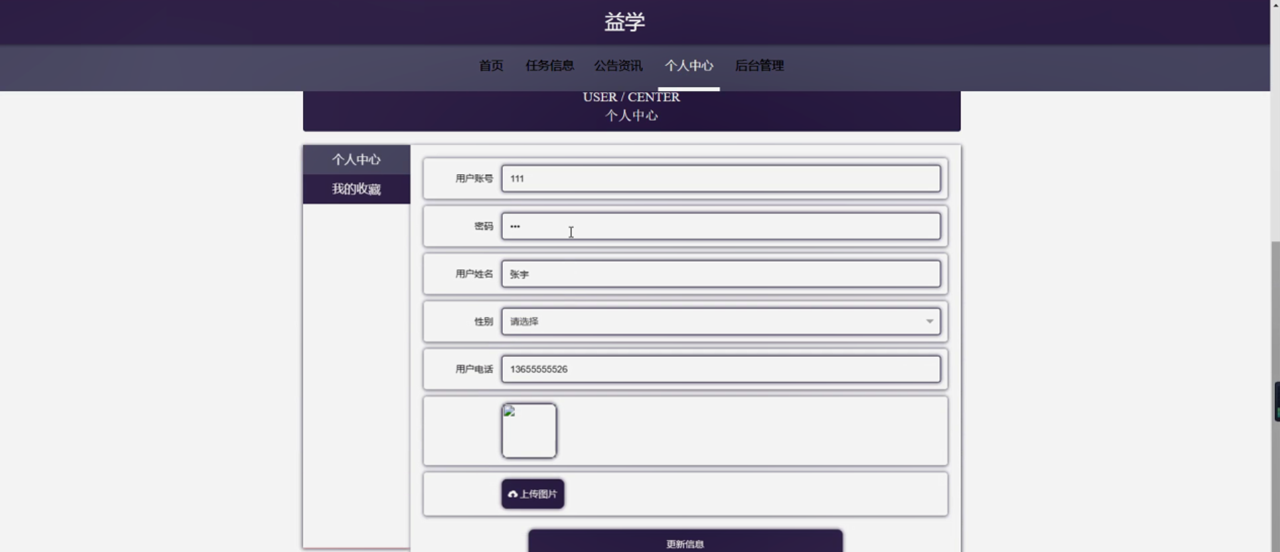 益学
首页 任务信息 公告资讯 个人中心 后台管理
USER / CENTER
个人中心
个人中心
我的收藏
用户账号 111
密码 •••
用户姓名 张宇
性别 请选择
用户电话 13655555526
上传图片
更新信息